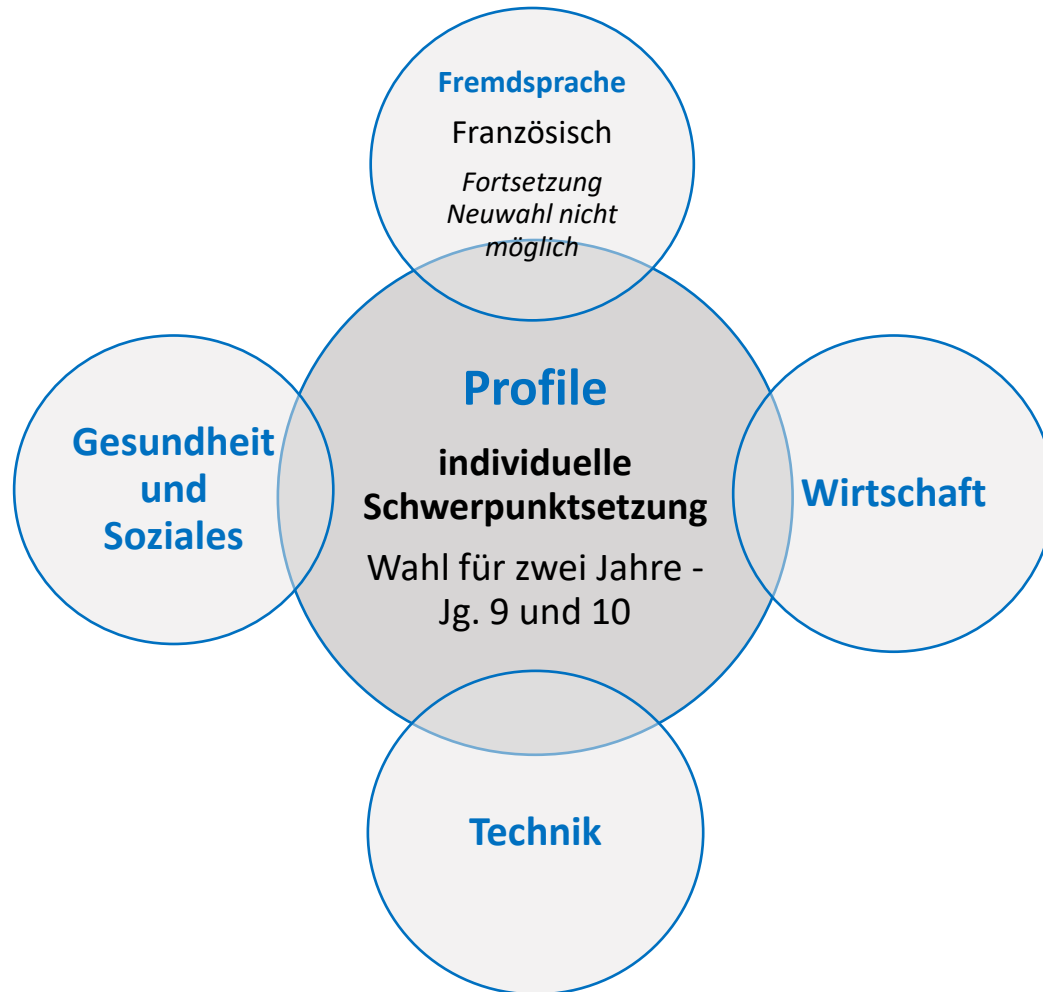 Fremdsprache
Französisch
Fortsetzung
Neuwahl nicht
möglich
Profile
individuelle
Schwerpunktsetzung
Wahl für zwei Jahre -
Jg. 9 und 10
Gesundheit
und
Soziales
Wirtschaft
Technik